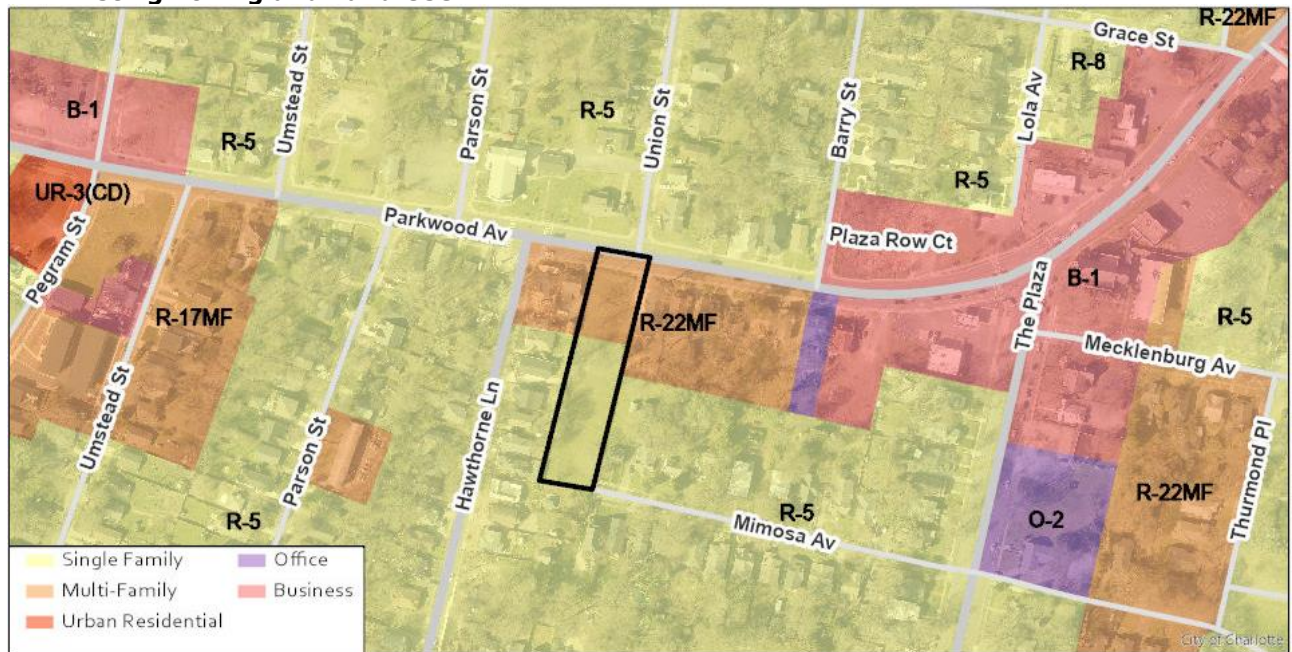 R-22MF
Grace St
R-8
B-1
Umstead St
Parson St
R-5
R-5
Union St
Barry St
Lola Av
R-5
UR-3(CD)
Parkwood Av
Plaza Row Ct
Pegram St
R-17MF
R-22MF
The Plaza
B-1
R-5
Mecklenburg Av
Umstead St
Parson St
Hawthorne Ln
R-5
Mimosa Av
R-5
O-2
R-22MF
Thurmond Pl
Single Family
Multi-Family
Urban Residential
Office
Business
City of Charlotte